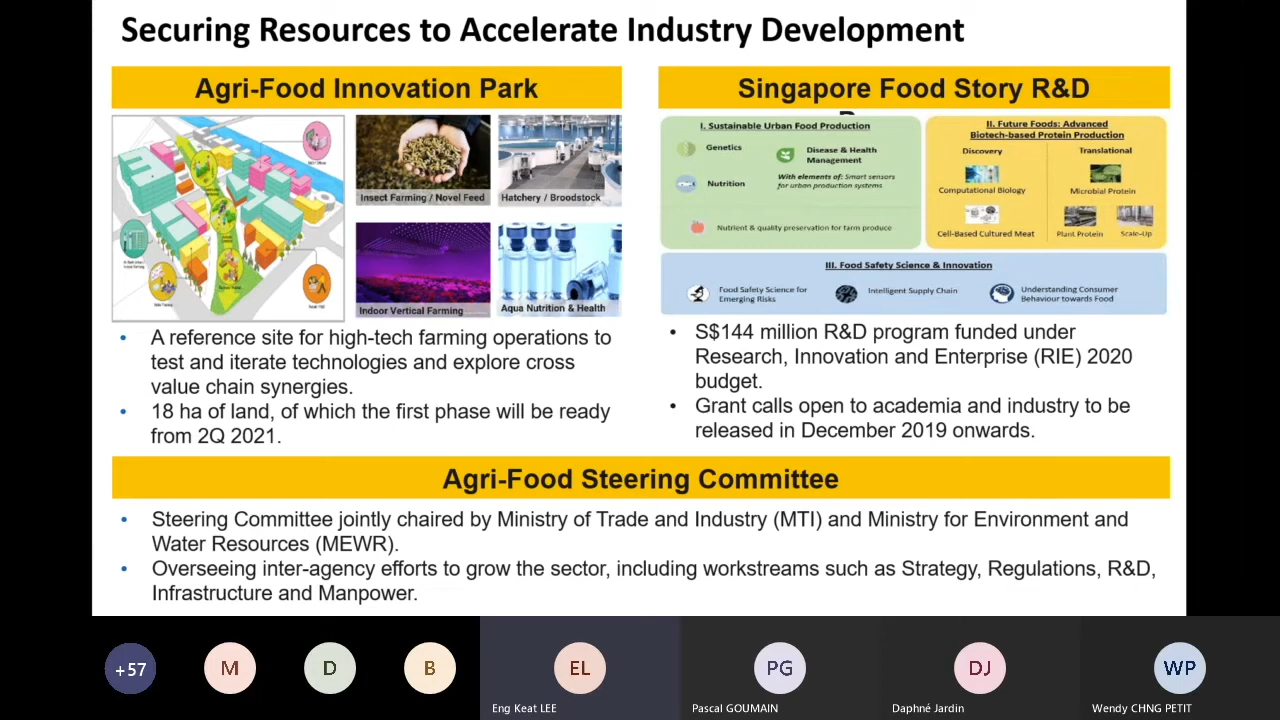 Securing Resources to Accelerate Industry Development
Agri-Food Innovation Park
Insect Farming / Novel Feed
Hatchery / Broodstock
Indoor Vertical Farming
Aqua Nutrition & Health
• A reference site for high-tech farming operations to
test and iterate technologies and explore cross
value chain synergies.
• 18 ha of land, of which the first phase will be ready
from 2Q 2021.
Singapore Food Story R&D
I. Sustainable Urban Food Production
Genetics
Disease & Health
Management
Nutrition
With elements of: Smart sensors
for urban production systems
Nutrient & quality preservation for farm produce
II. Future Foods: Advanced
Biotech-based Protein Production
Discovery
Translational
Computational Biology
Microbial Protein
Cell-Based Cultured Meat
Plant Protein
Scale-Up
III. Food Safety Science & Innovation
Food Safety Science for
Emerging Risks
Intelligent Supply Chain
Understanding Consumer
Behaviour towards Food
• S$144 million R&D program funded under
Research, Innovation and Enterprise (RIE) 2020
budget.
• Grant calls open to academia and industry to be
released in December 2019 onwards.
Agri-Food Steering Committee
• Steering Committee jointly chaired by Ministry of Trade and Industry (MTI) and Ministry for Environment and
Water Resources (MEWR).
• Overseeing inter-agency efforts to grow the sector, including workstreams such as Strategy, Regulations, R&D,
Infrastructure and Manpower.
+57
M
D
B
EL
Eng Keat LEE
PG
Pascal GOUMAIN
DJ
Daphné Jardin
WP
Wendy CHNG PETIT